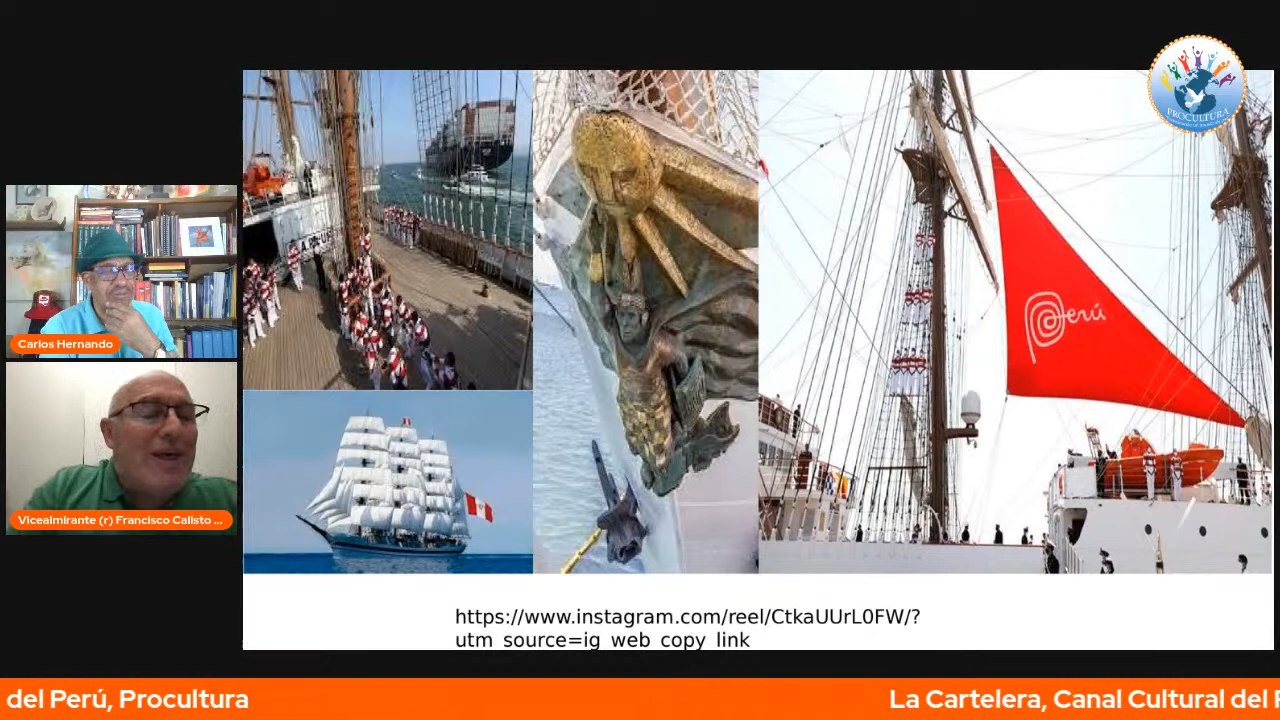 PROCULTURA
Perú
Carlos Hernando
Vicealmirante (r) Francisco Calisto ...
https://www.instagram.com/reel/CtkaUUrL0FW/?
utm_source=ig_web_copy_link
del Perú, Procultura
La Cartelera, Canal Cultural del